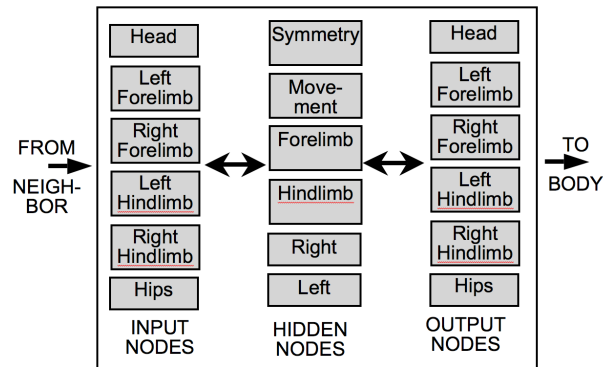 Head
Left
Forelimb
Right
Forelimb
Left
Hindlimb
Right
Hindlimb
Hips
INPUT
NODES
Symmetry
Move-
ment
Forelimb
Hindlimb
Right
Left
HIDDEN
NODES
Head
Left
Forelimb
Right
Forelimb
Left
Hindlimb
Right
Hindlimb
Hips
OUTPUT
NODES
FROM
NEIGH-
BOR
TO
BODY